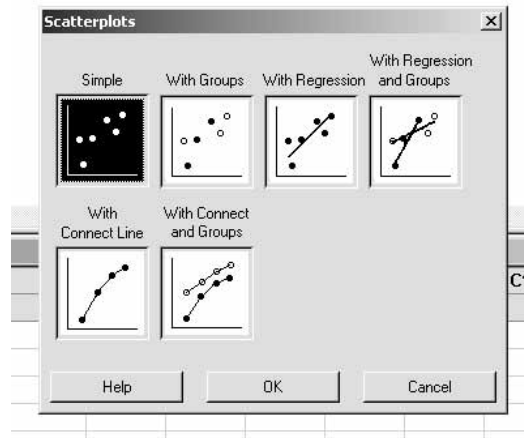 Scatterplots
Simple
With Groups
With Regression
With Regression
and Groups
With
Connect Line
With Connect
and Groups
Help
OK
Cancel